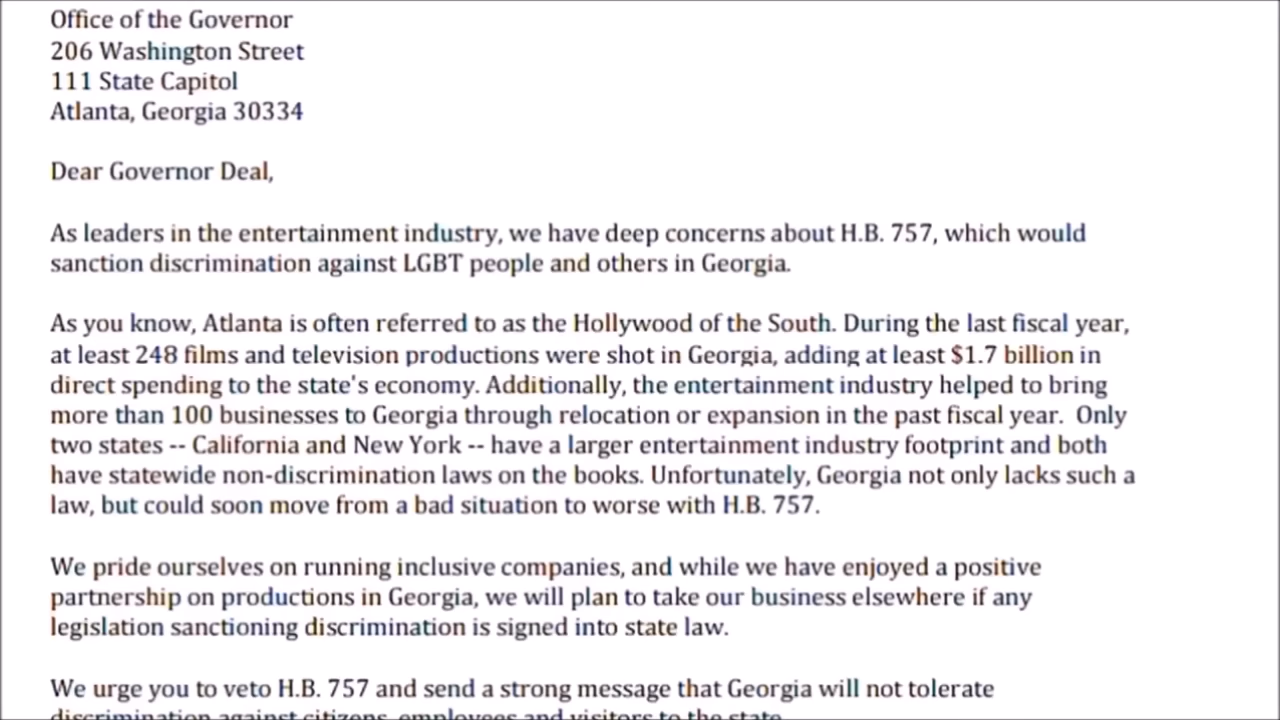 Office of the Governor
206 Washington Street
111 State Capitol
Atlanta, Georgia 30334
Dear Governor Deal,
As leaders in the entertainment industry, we have deep concerns about H.B. 757, which would
sanction discrimination against LGBT people and others in Georgia.
As you know, Atlanta is often referred to as the Hollywood of the South. During the last fiscal year,
at least 248 films and television productions were shot in Georgia, adding at least $1.7 billion in
direct spending to the state's economy. Additionally, the entertainment industry helped to bring
more than 100 businesses to Georgia through relocation or expansion in the past fiscal year.  Only
two states -- California and New York -- have a larger entertainment industry footprint and both
have statewide non-discrimination laws on the books. Unfortunately, Georgia not only lacks such a
law, but could soon move from a bad situation to worse with H.B. 757.
We pride ourselves on running inclusive companies, and while we have enjoyed a positive
partnership on productions in Georgia, we will plan to take our business elsewhere if any
legislation sanctioning discrimination is signed into state law.
We urge you to veto H.B. 757 and send a strong message that Georgia will not tolerate
discrimination against citizens, employees and visitors to the state.